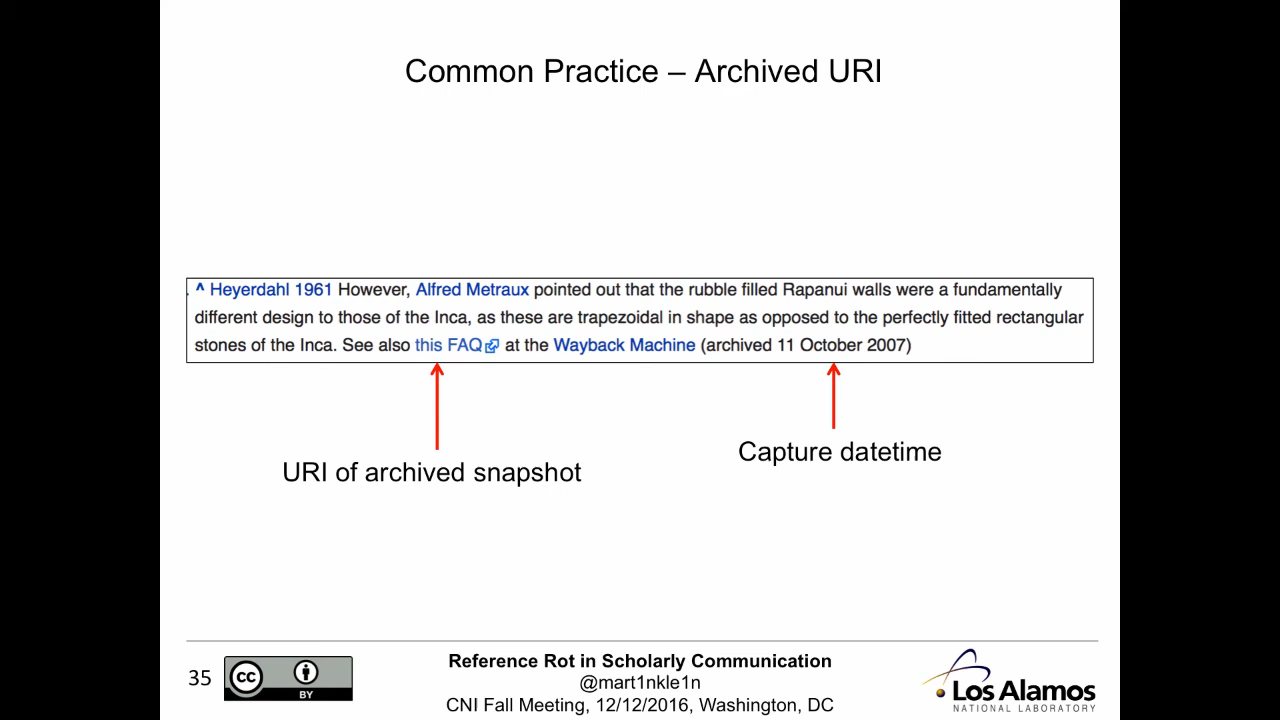 Common Practice – Archived URI
^ Heyerdahl 1961 However, Alfred Metraux pointed out that the rubble filled Rapanui walls were a fundamentally
different design to those of the Inca, as these are trapezoidal in shape as opposed to the perfectly fitted rectangular
stones of the Inca. See also this FAQ at the Wayback Machine (archived 11 October 2007)
Capture datetime
URI of archived snapshot
35
cc
BY
Reference Rot in Scholarly Communication
@mart1nkle1n
CNI Fall Meeting, 12/12/2016, Washington, DC
Los Alamos
NATIONAL LABORATORY